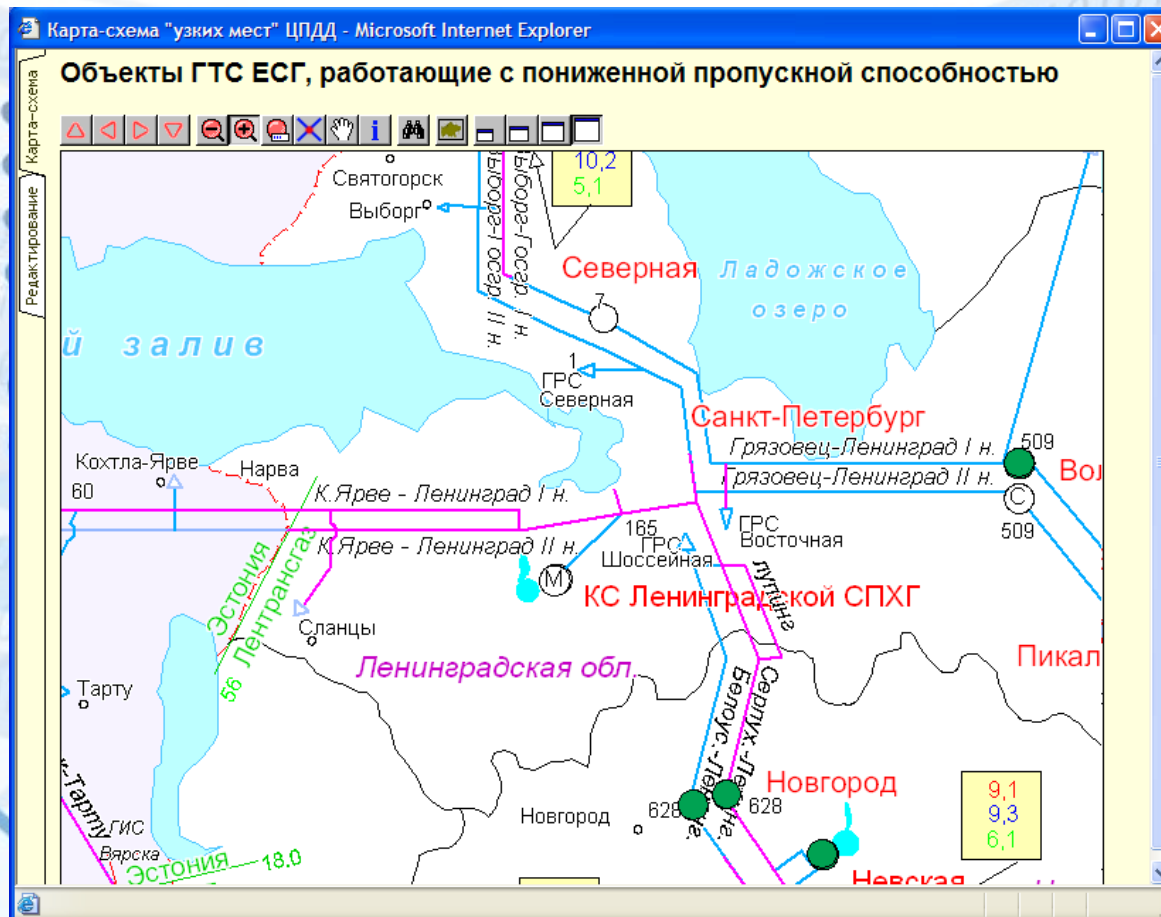 Карта-схема "узких мест" ЦПДД - Microsoft Internet Explorer
Объекты ГТС ЕСГ, работающие с пониженной пропускной способностью
Карта-схема
Редактирование
10,2
5,1
Святогорск
Выборг
Выборг-Госгр. II н.
Выборг-Госгр. I н.
Северная
7
Ладожское
озеро
й залив
1
ГРС
Северная
Санкт-Петербург
Грязовец-Ленинград I н.
509
Грязовец-Ленинград II н.
С
509
Вол
Кохтла-Ярве
Нарва
60
К.Ярве - Ленинград I н.
К.Ярве - Ленинград II н.
165
ГРС
Шоссейная
ГРС
Восточная
М
КС Ленинградской СПХГ
лупинг
Эстония
Лентрансгаз
56
Сланцы
Ленинградская обл.
Пикал
Тарту
Белоус.-Ленинг.
Серпух.-Ленинг.
Новгород
628
628
Новгород
9,1
9,3
6,1
к-Тарту
ГИС
Вярска
Эстония
18.0
Невская